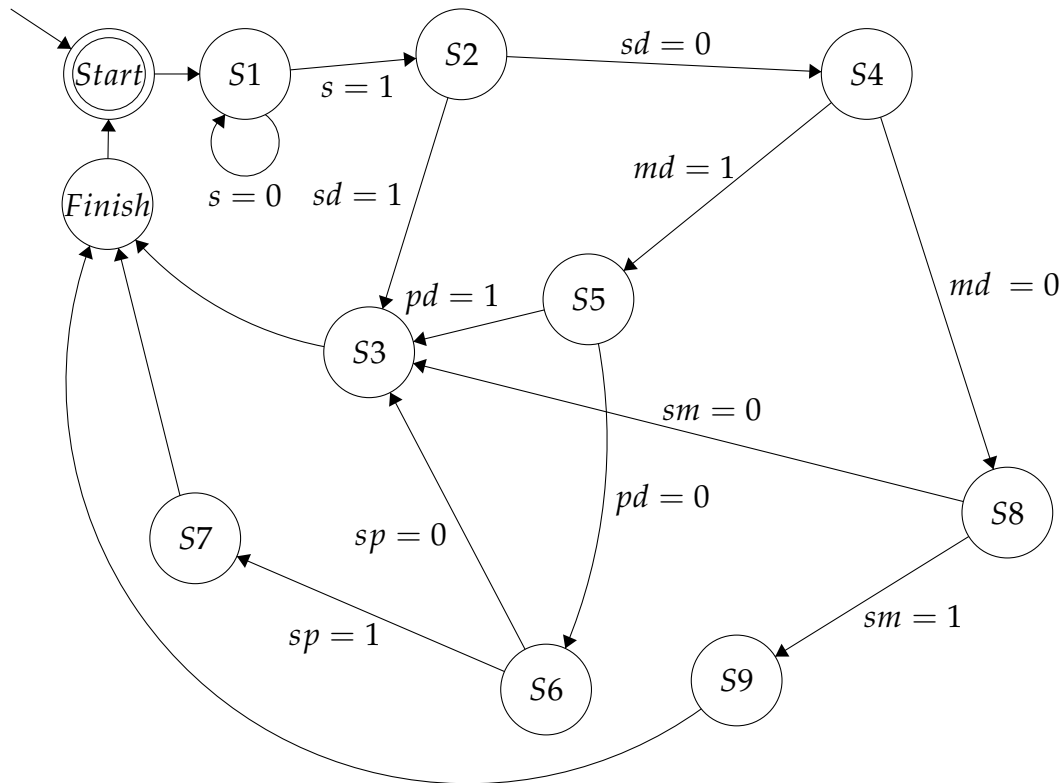 Start
S1
S2
sd = 0
S4
s = 1
s = 0
Finish
sd = 1
md = 1
pd = 1
S5
md = 0
S3
sm = 0
pd = 0
S8
sp = 0
S7
sp = 1
sm = 1
S6
S9